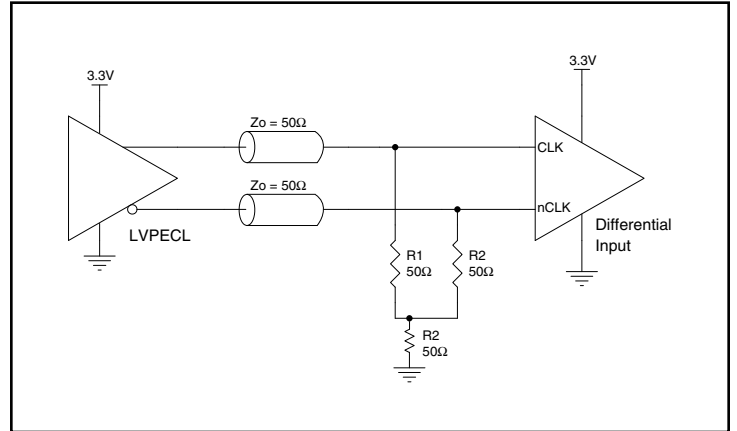 3.3V
3.3V
Zo = 50Ω
CLK
Zo = 50Ω
nCLK
LVPECL
Differential
Input
R1
50Ω
R2
50Ω
R2
50Ω